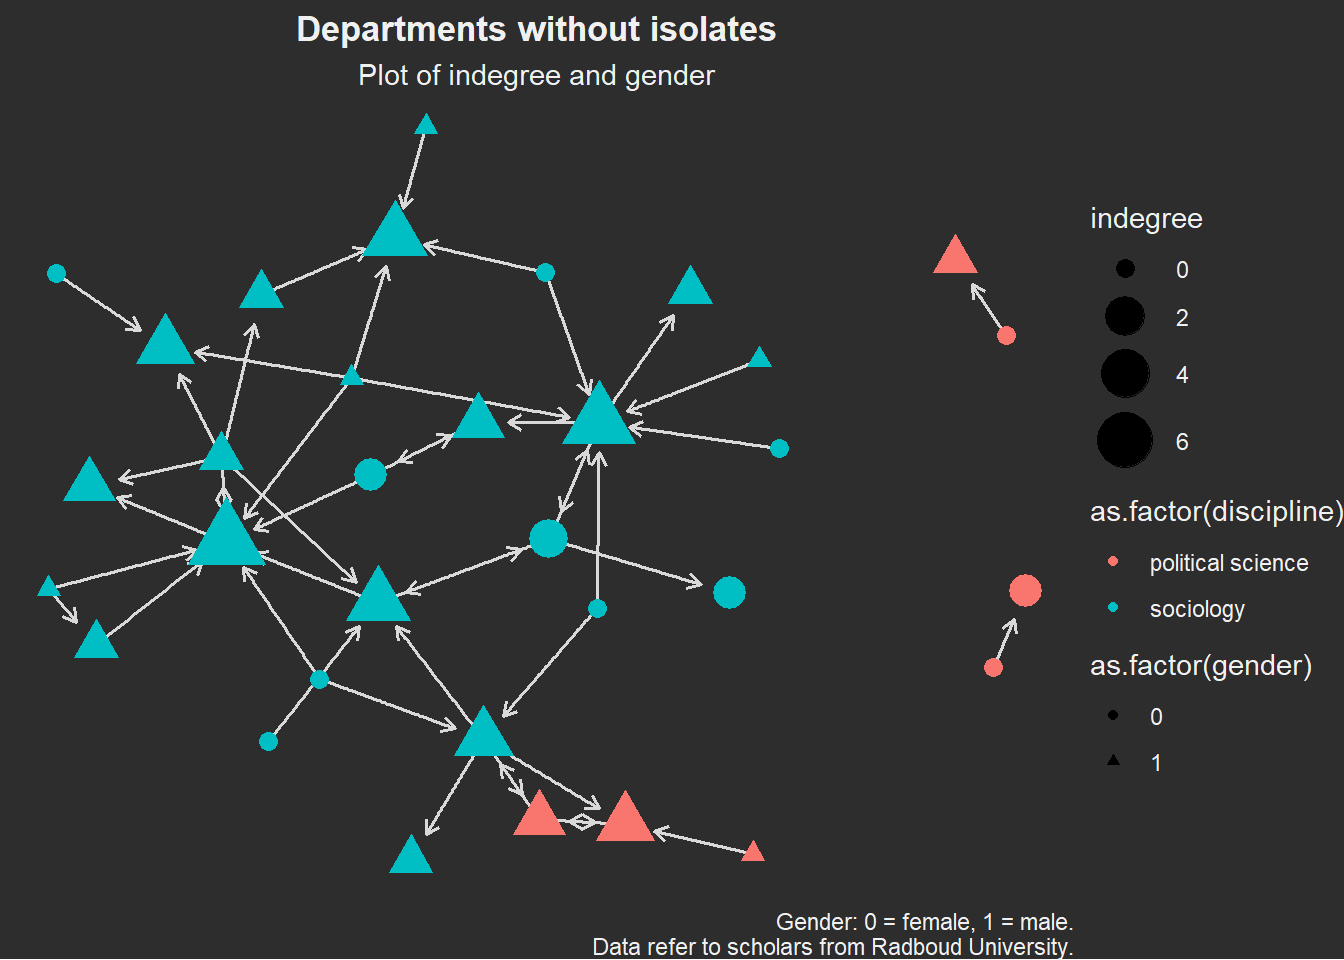 Departments without isolates
Plot of indegree and gender
indegree
0
2
4
6
as.factor(discipline)
political science
sociology
as.factor(gender)
0
1
Gender: 0 = female, 1 = male.
Data refer to scholars from Radboud University.